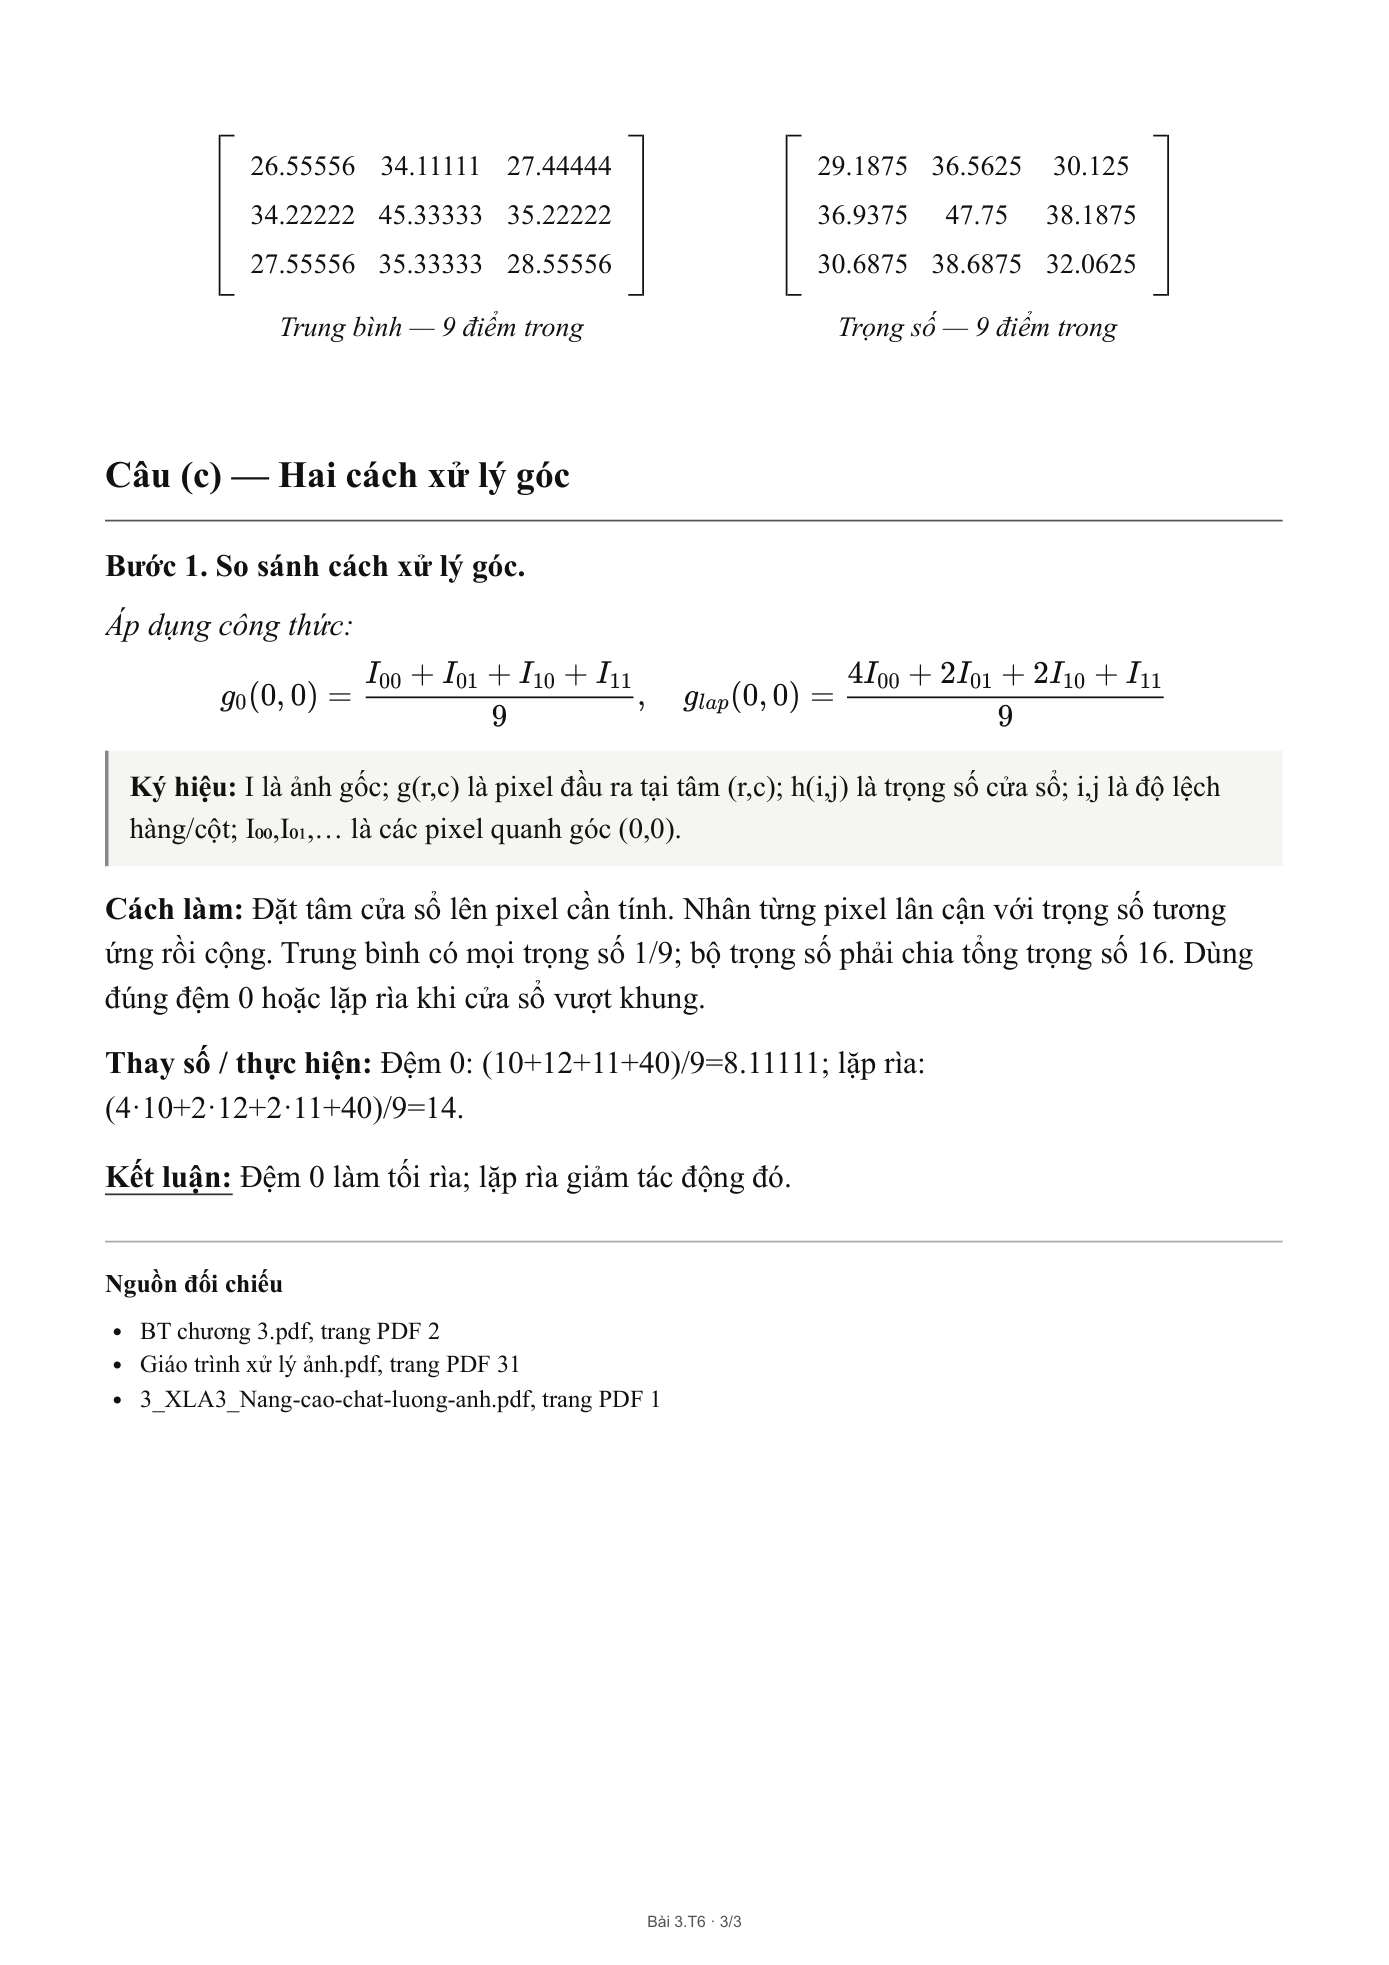 26.55556 34.11111 27.44444
34.22222 45.33333 35.22222
27.55556 35.33333 28.55556
Trung bình — 9 điểm trong
29.1875 36.5625 30.125
36.9375 47.75 38.1875
30.6875 38.6875 32.0625
Trọng số — 9 điểm trong
Câu (c) — Hai cách xử lý góc
Bước 1. So sánh cách xử lý góc.
Áp dụng công thức:
g₀(0, 0) = (I₀₀ + I₀₁ + I₁₀ + I₁₁)/9, g_lap(0, 0) = (4I₀₀ + 2I₀₁ + 2I₁₀ + I₁₁)/9
Ký hiệu: I là ảnh gốc; g(r,c) là pixel đầu ra tại tâm (r,c); h(i,j) là trọng số cửa sổ; i,j là độ lệch
hàng/cột; I₀₀,I₀₁,… là các pixel quanh góc (0,0).
Cách làm: Đặt tâm cửa sổ lên pixel cần tính. Nhân từng pixel lân cận với trọng số tương
ứng rồi cộng. Trung bình có mọi trọng số 1/9; bộ trọng số phải chia tổng trọng số 16. Dùng
đúng đệm 0 hoặc lặp rìa khi cửa sổ vượt khung.
Thay số / thực hiện: Đệm 0: (10+12+11+40)/9=8.11111; lặp rìa:
(4·10+2·12+2·11+40)/9=14.
Kết luận: Đệm 0 làm tối rìa; lặp rìa giảm tác động đó.
Nguồn đối chiếu
• BT chương 3.pdf, trang PDF 2
• Giáo trình xử lý ảnh.pdf, trang PDF 31
• 3_XLA3_Nang-cao-chat-luong-anh.pdf, trang PDF 1
Bài 3.T6 · 3/3